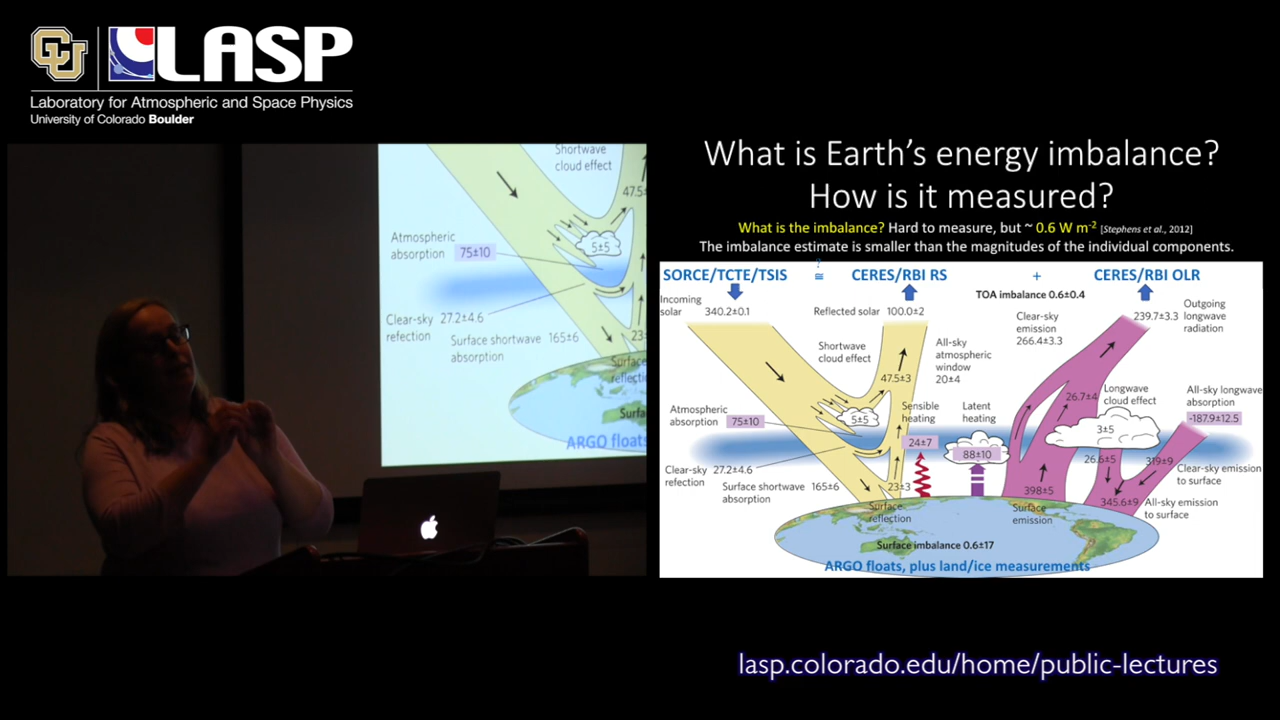 CU
LASP
Laboratory for Atmospheric and Space Physics
University of Colorado Boulder
Shortwave
cloud effect
47.5
Atmospheric
absorption
75±10
5±5
Clear-sky
refection
27.2±4.6
Surface shortwave
absorption
165±6
23
Surface
reflecti
Surfa
ARGO floats
What is Earth's energy imbalance?
How is it measured?
What is the imbalance? Hard to measure, but ~ 0.6 W m-2 [Stephens et al., 2012]
The imbalance estimate is smaller than the magnitudes of the individual components.
SORCE/TCTE/TSIS ?≅ CERES/RBI RS + CERES/RBI OLR
TOA imbalance 0.6±0.4
Incoming
solar
340.2±0.1
Reflected solar 100.0±2
Clear-sky
emission
266.4±3.3
239.7±3.3
Outgoing
longwave
radiation
Shortwave
cloud effect
All-sky
atmospheric
window
20±4
47.5±3
Atmospheric
absorption
75±10
5±5
Sensible
heating
24±7
Latent
heating
88±10
26.7±4
Longwave
cloud effect
3±5
All-sky longwave
absorption
-187.9±12.5
Clear-sky
refection
27.2±4.6
Surface shortwave
absorption
165±6
23±3
398±5
26.6±5
319±9
Clear-sky emission
to surface
345.6±9
All-sky emission
to surface
Surface
reflection
Surface
emission
Surface imbalance 0.6±17
ARGO floats, plus land/ice measurements
lasp.colorado.edu/home/public-lectures